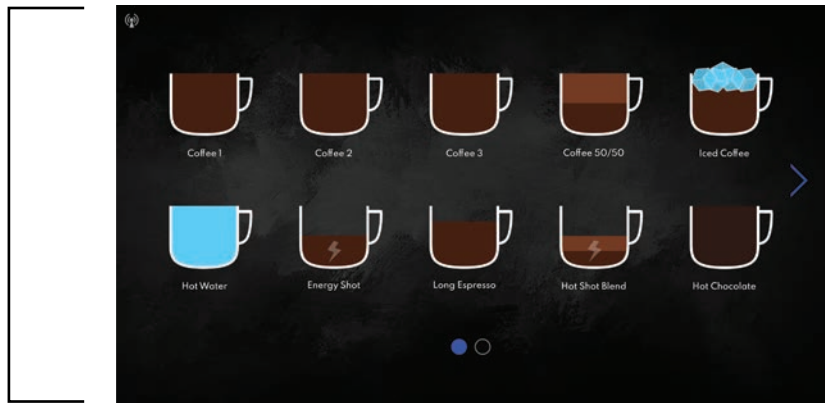 Coffee 1
Coffee 2
Coffee 3
Coffee 50/50
Iced Coffee
Hot Water
Energy Shot
Long Espresso
Hot Shot Blend
Hot Chocolate